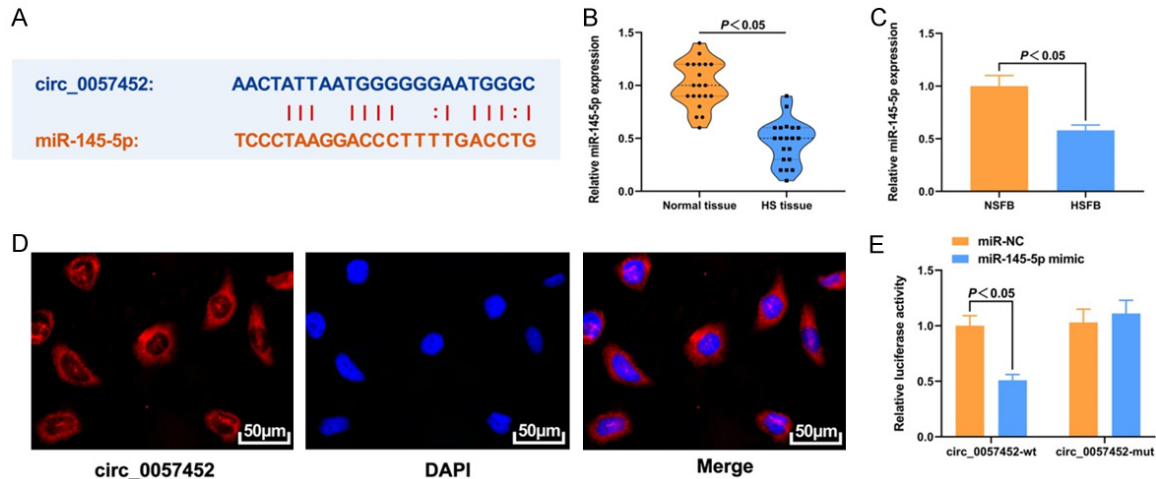 A
circ_0057452: AACTATTAATGGGGGGAATGGGC
miR-145-5p: TCCCTAAGGACCCTTTTGACCTG
B
P<0.05
Relative miR-145-5p expression
1.5
1.0
0.5
0.0
Normal tissue
HS tissue
C
P<0.05
Relative miR-145-5p expression
1.5
1.0
0.5
0.0
NSFB
HSFB
D
50μm
50μm
50μm
circ_0057452
DAPI
Merge
E
miR-NC
miR-145-5p mimic
P<0.05
Relative luciferase activity
1.5
1.0
0.5
0.0
circ_0057452-wt
circ_0057452-mut